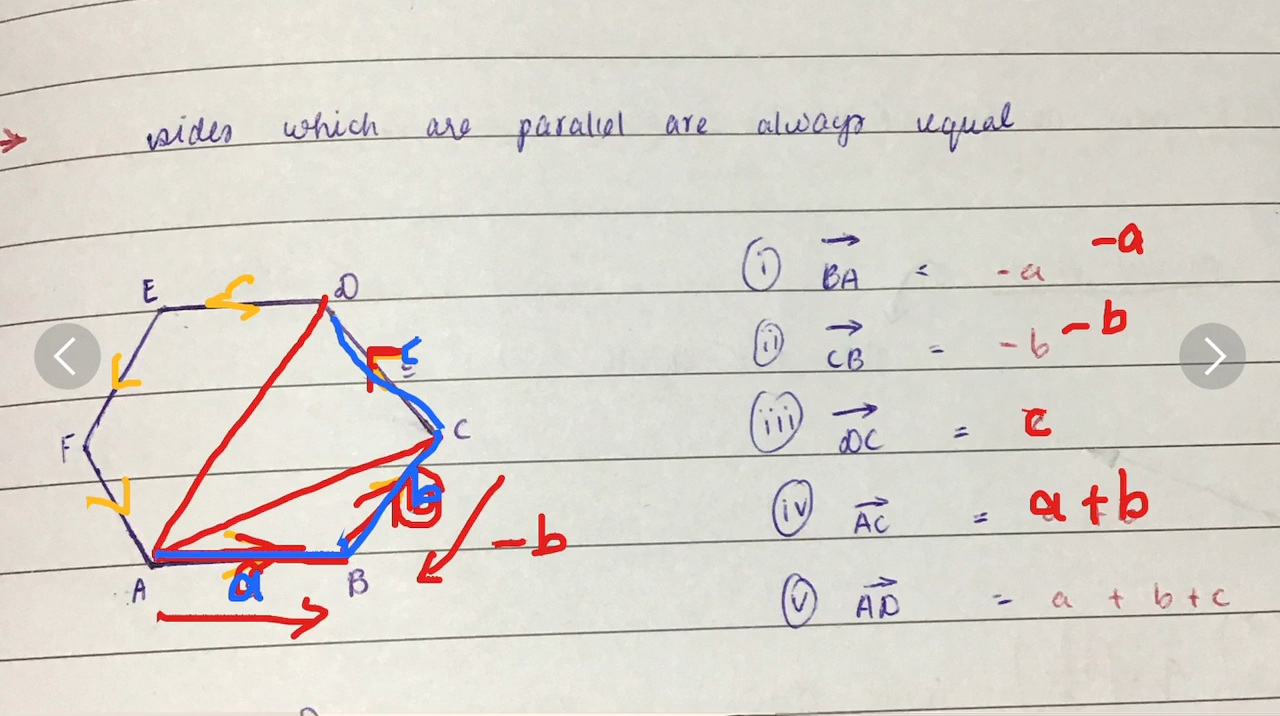 sides which are parallel are always equal
(i) BA = -a -a
(ii) CB = -b -b
(iii) DC = c
(iv) AC = a + b
(v) AD = a + b + c
E D
c
F C
b
-b
A a B